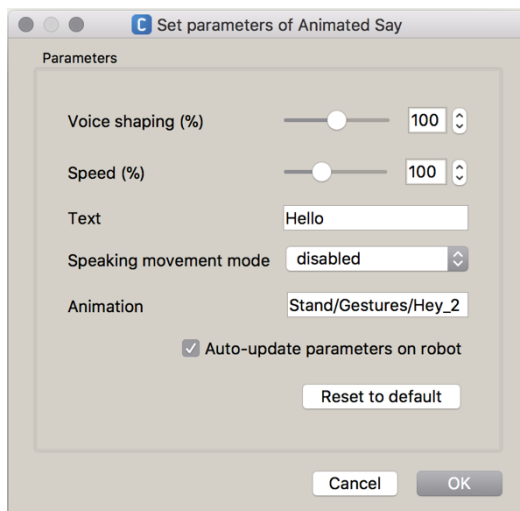 C Set parameters of Animated Say
Parameters
Voice shaping (%) 100
Speed (%) 100
Text Hello
Speaking movement mode disabled
Animation Stand/Gestures/Hey_2
Auto-update parameters on robot
Reset to default
Cancel OK